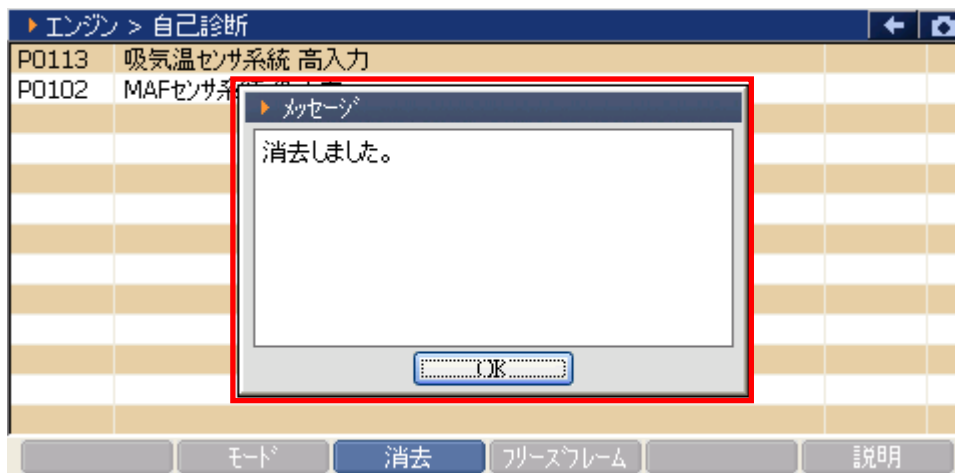 エンジン > 自己診断
P0113 吸気温センサ系統 高入力
P0102 MAFセンサ系
メッセージ
消去しました。
OK
モード 消去 フリーズフレーム 説明